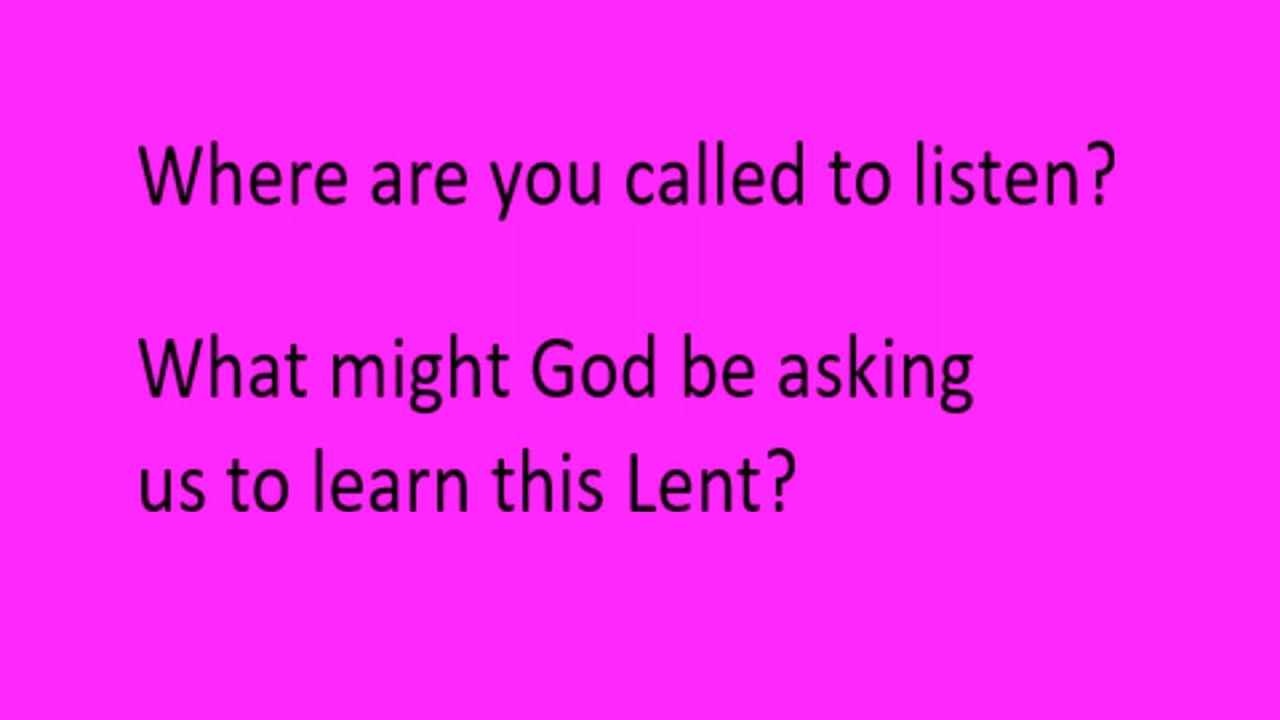 Where are you called to listen?
What might God be asking
us to learn this Lent?